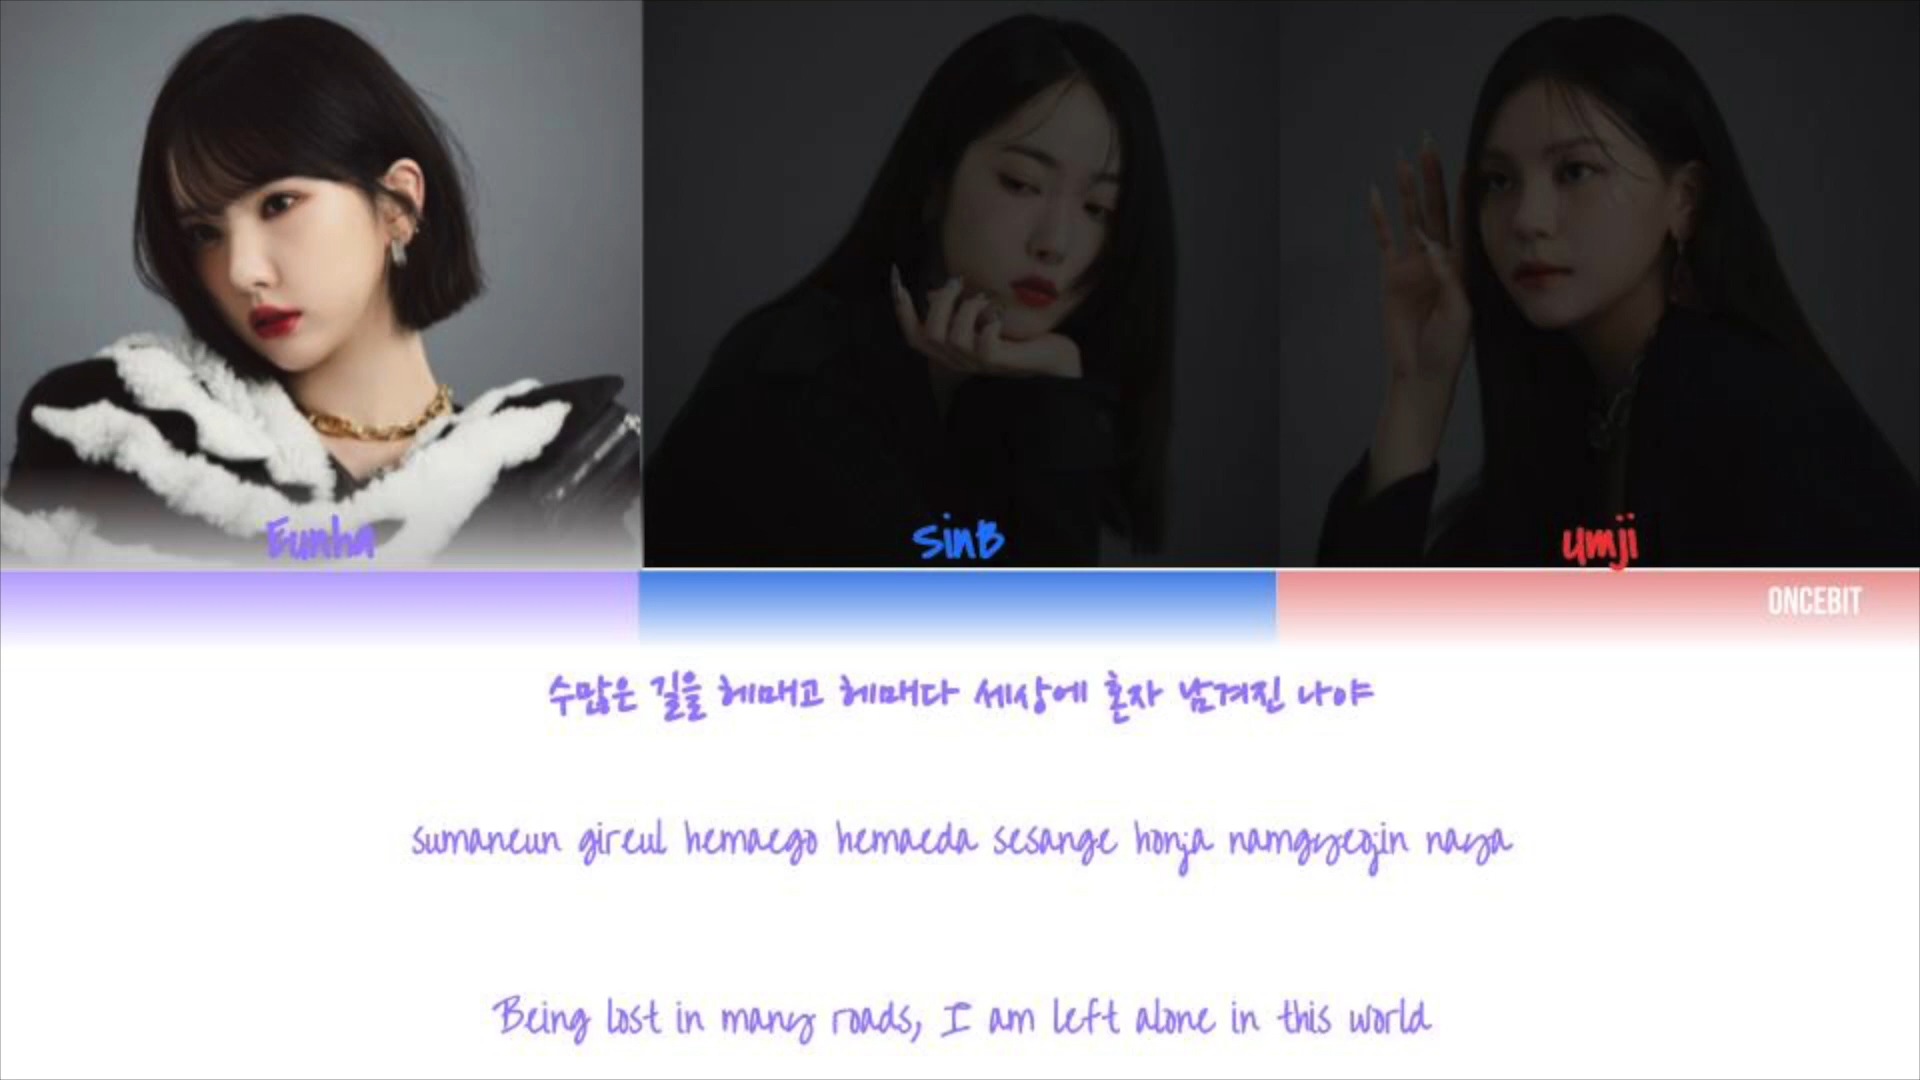 Eunha
SinB
Umji
ONCEBIT
수많은 길을 헤매고 헤매다 세상에 혼자 남겨진 나야
sumaneun gireul hemaego hemaeda sesange honja namgyeojin naya
Being lost in many roads, I am left alone in this world